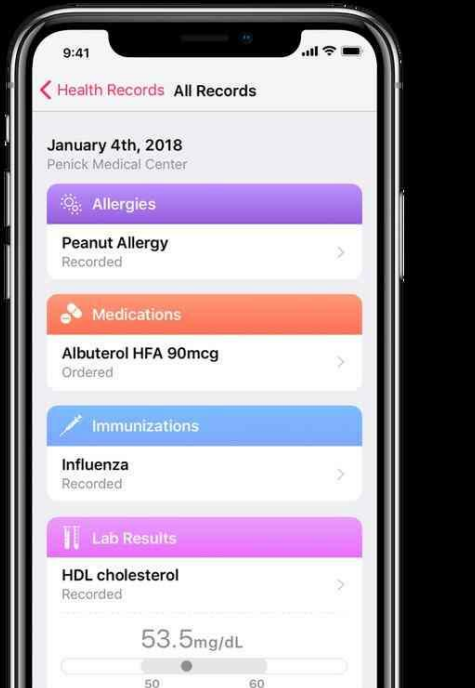 9:41
Health Records All Records
January 4th, 2018
Penick Medical Center
Allergies
Peanut Allergy
Recorded
Medications
Albuterol HFA 90mcg
Ordered
Immunizations
Influenza
Recorded
Lab Results
HDL cholesterol
Recorded
53.5mg/dL
50 60